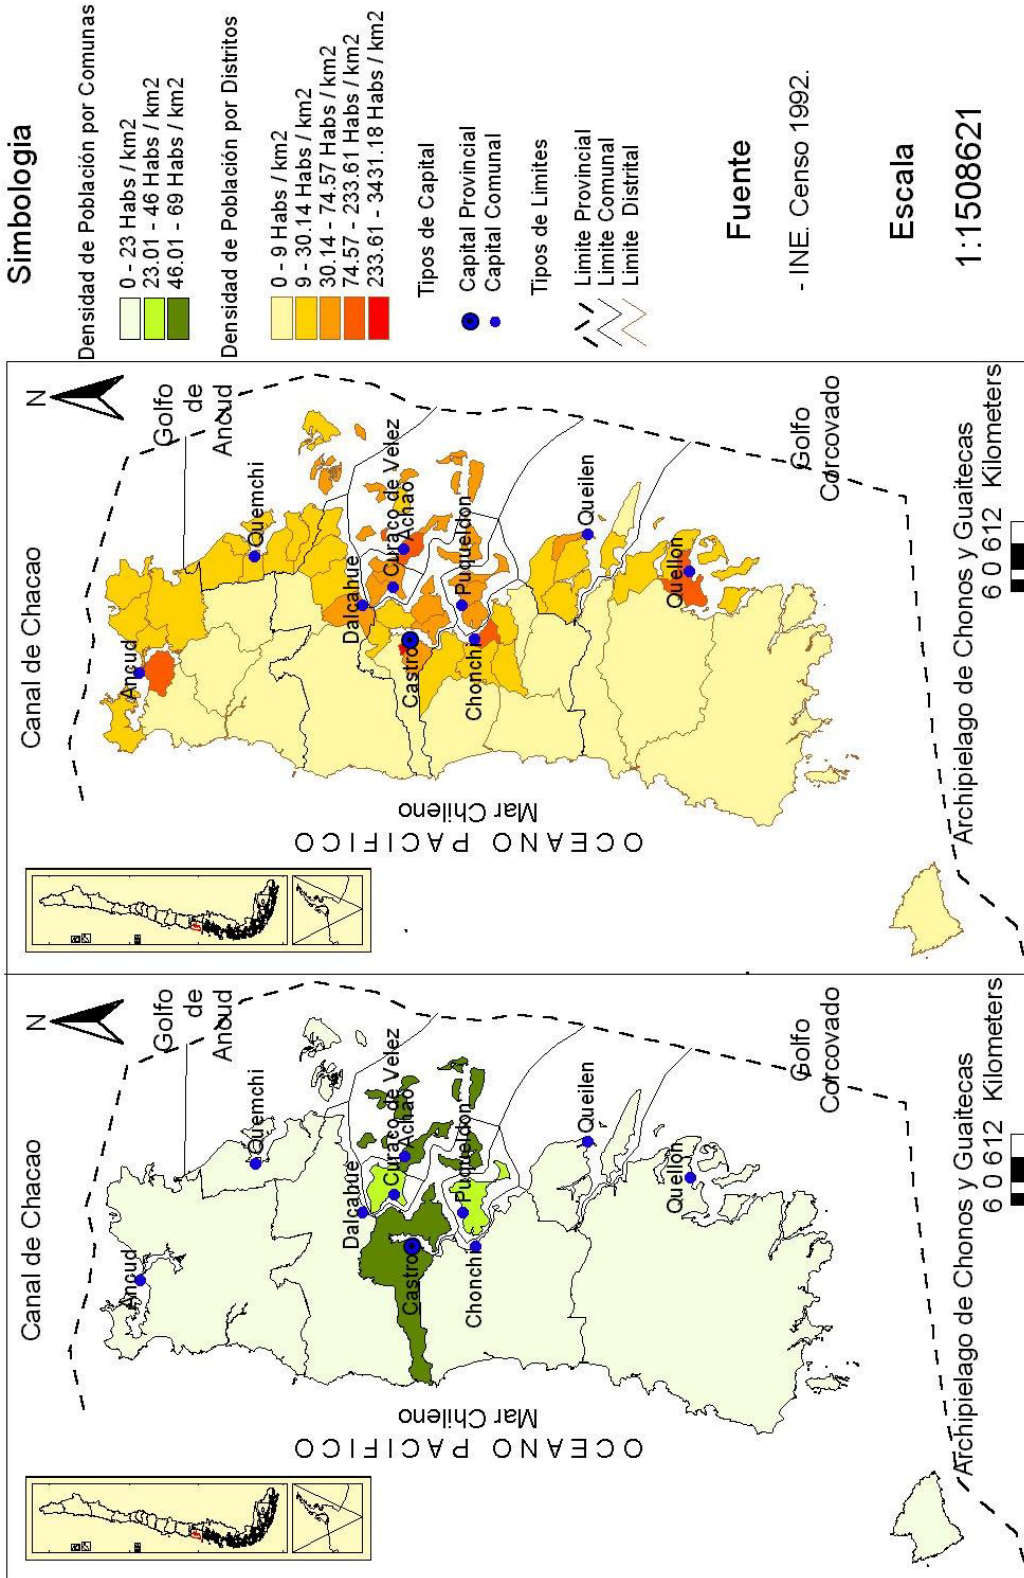 Canal de Chacao
N
Golfo
de
Ancud
Ancud
Quemchi
Dalcahue
Curaco de Velez
Achao
Castro
Puqueldon
Chonchi
Queilen
Quellon
OCEANO PACIFICO
Mar Chileno
Golfo
Corcovado
Archipielago de Chonos y Guaitecas
6 0 6 12 Kilometers
Canal de Chacao
N
Golfo
de
Ancud
Ancud
Quemchi
Dalcahue
Curaco de Velez
Achao
Castro
Puqueldon
Chonchi
Queilen
Quellon
OCEANO PACIFICO
Mar Chileno
Golfo
Corcovado
Archipielago de Chonos y Guaitecas
6 0 6 12 Kilometers
Simbologia
Densidad de Población por Comunas
0 - 23 Habs / km2
23.01 - 46 Habs / km2
46.01 - 69 Habs / km2
Densidad de Población por Distritos
0 - 9 Habs / km2
9 - 30.14 Habs / km2
30.14 - 74.57 Habs / km2
74.57 - 233.61 Habs / km2
233.61 - 3431.18 Habs / km2
Tipos de Capital
Capital Provincial
Capital Comunal
Tipos de Limites
Limite Provincial
Limite Comunal
Limite Distrital
Fuente
- INE. Censo 1992.
Escala
1:1508621